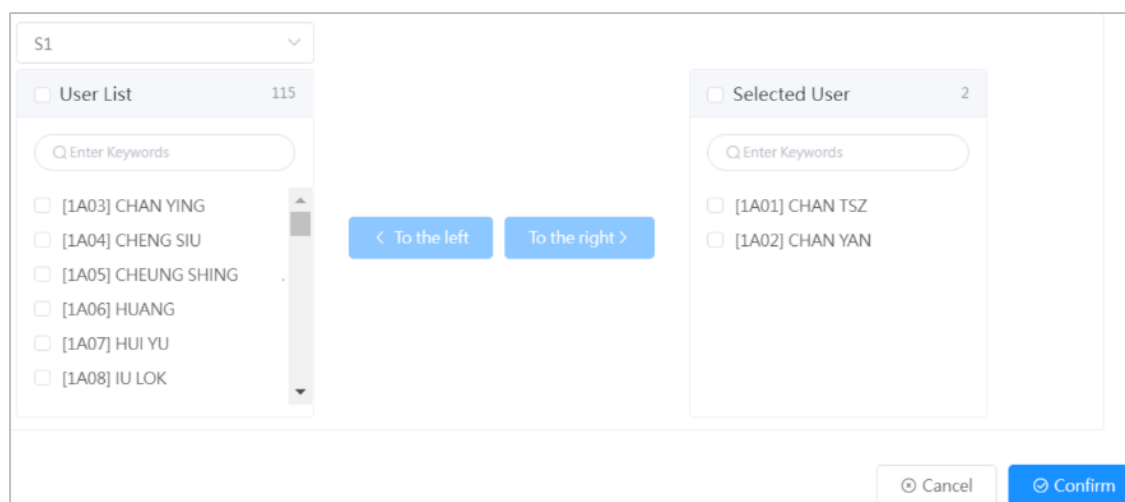 S1
User List 115
Enter Keywords
[1A03] CHAN YING
[1A04] CHENG SIU
[1A05] CHEUNG SHING
[1A06] HUANG
[1A07] HUI YU
[1A08] IU LOK
< To the left
To the right >
Selected User 2
Enter Keywords
[1A01] CHAN TSZ
[1A02] CHAN YAN
Cancel
Confirm